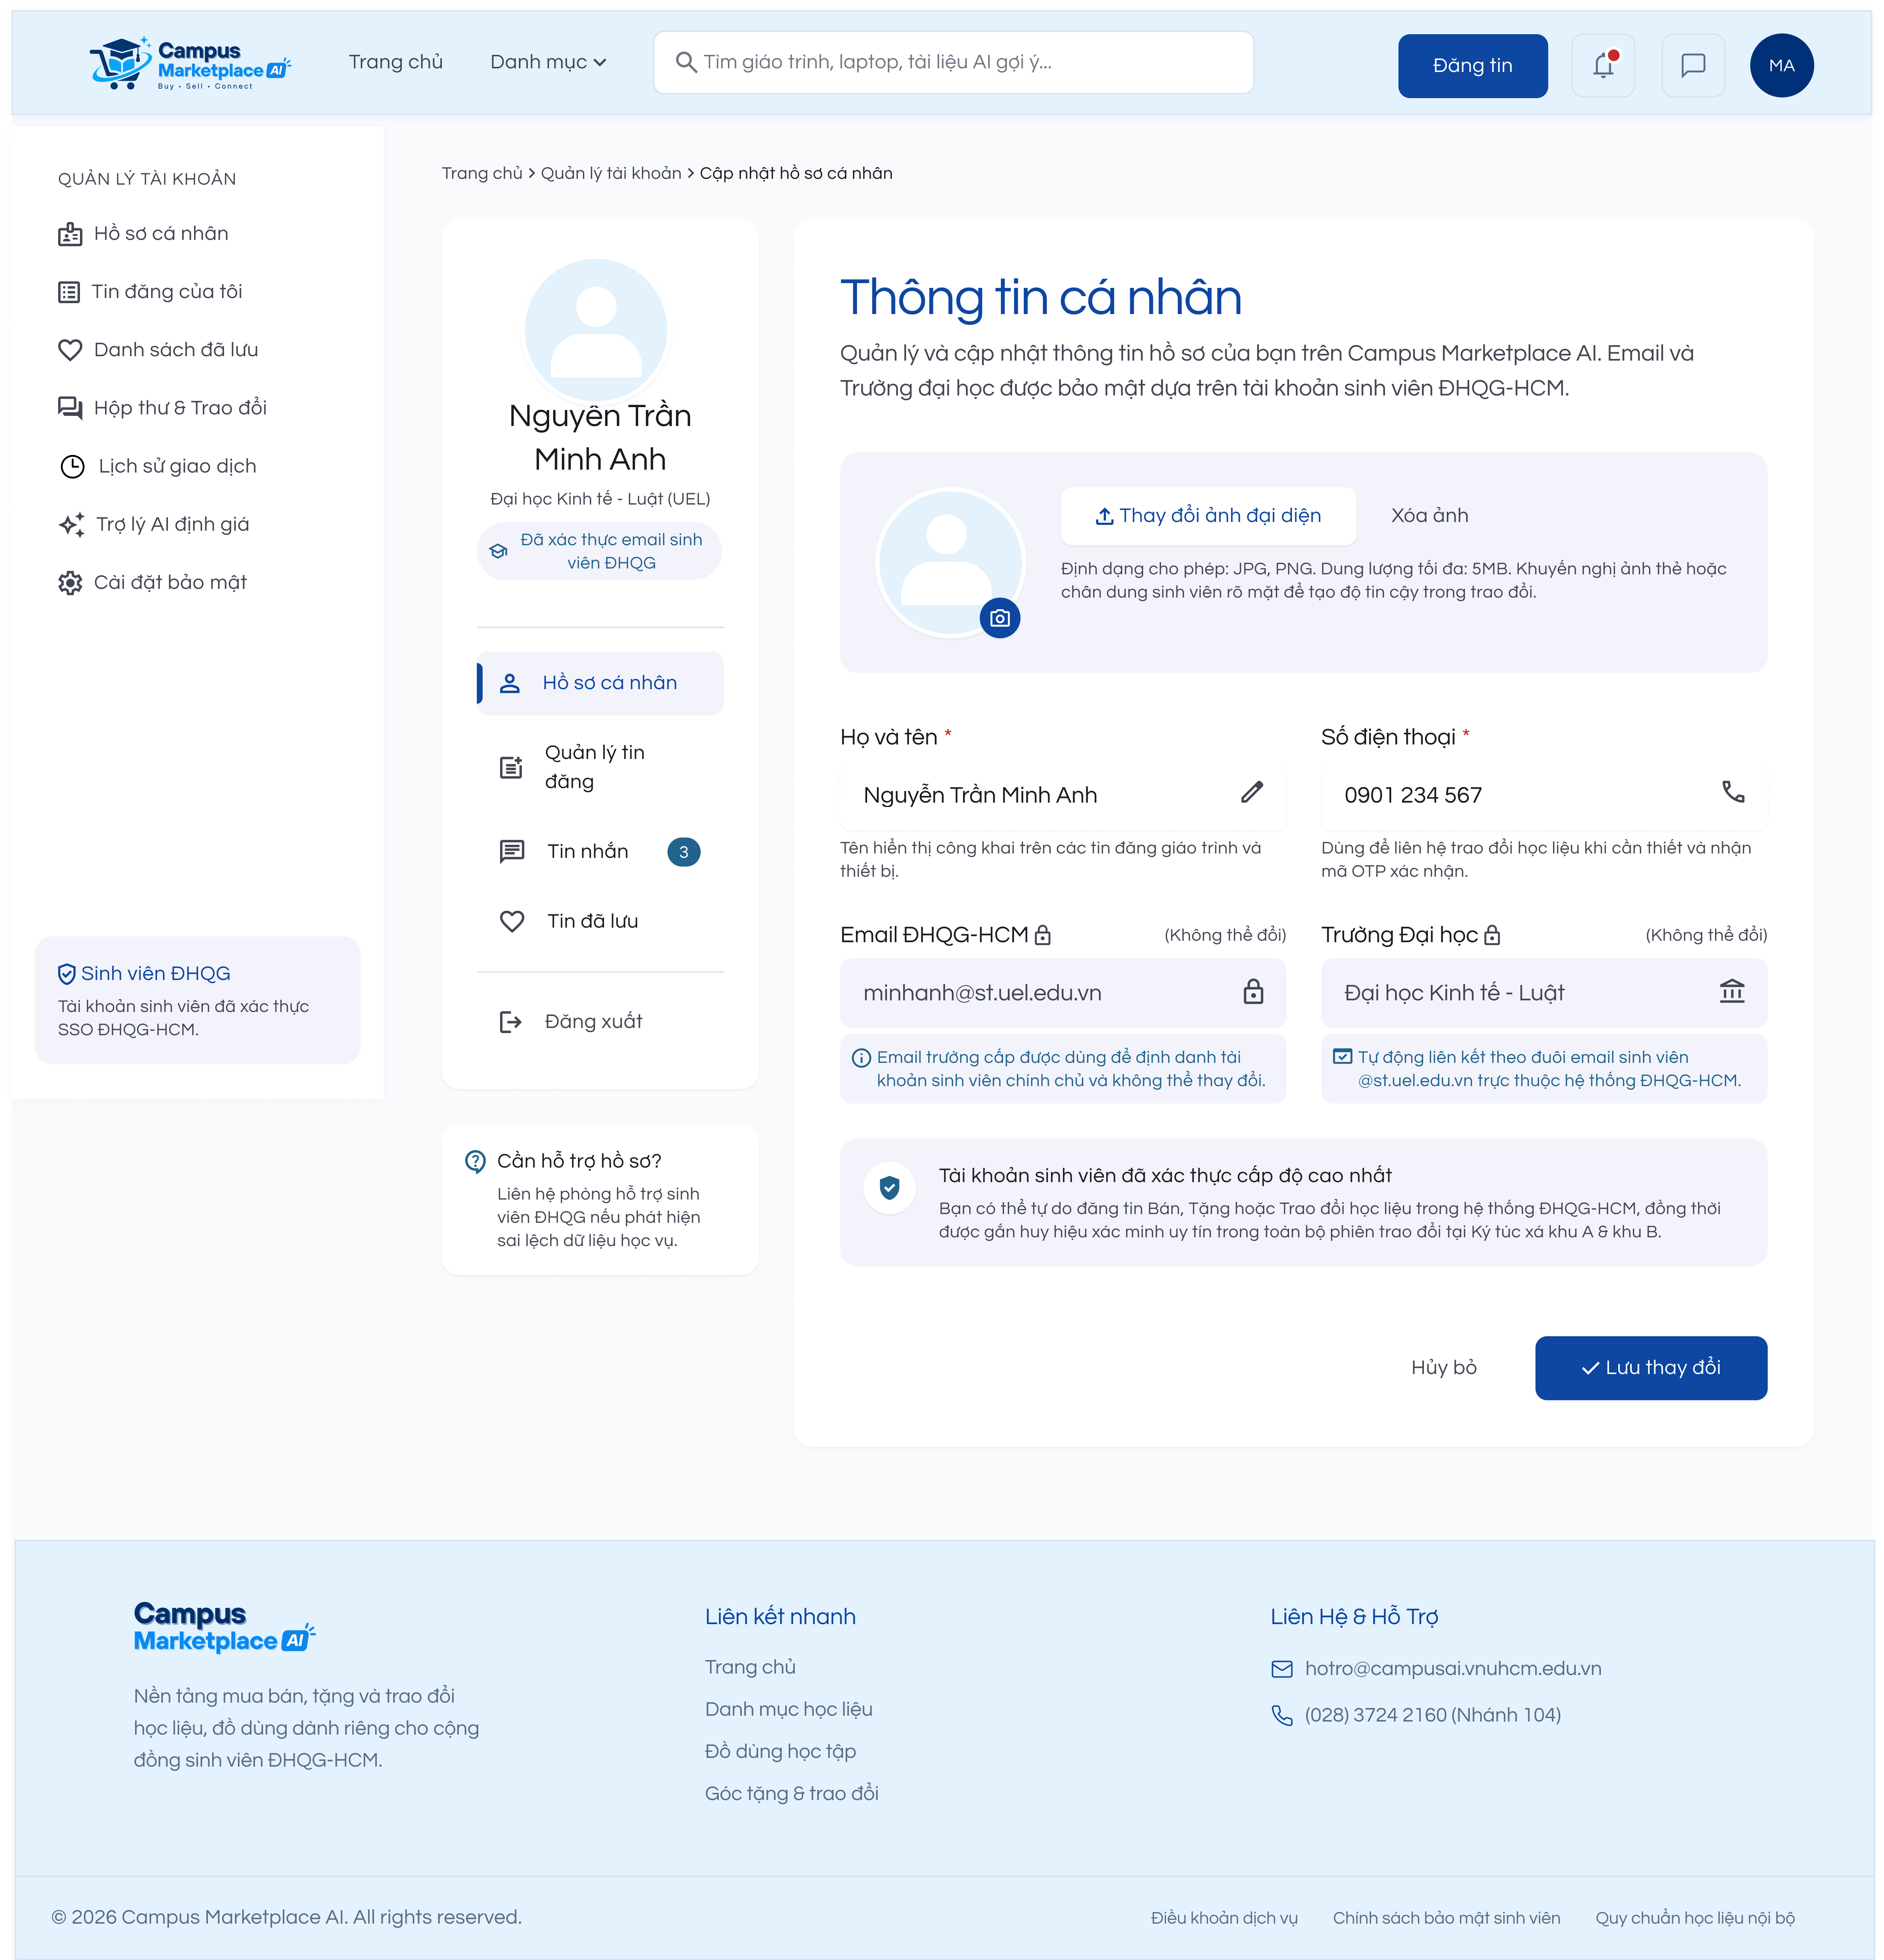 Campus
Marketplace AI
Buy • Sell • Connect
Trang chủ
Danh mục
Tìm giáo trình, laptop, tài liệu AI gợi ý...
Đăng tin
MA
QUẢN LÝ TÀI KHOẢN
Hồ sơ cá nhân
Tin đăng của tôi
Danh sách đã lưu
Hộp thư & Trao đổi
Lịch sử giao dịch
Trợ lý AI định giá
Cài đặt bảo mật
Sinh viên ĐHQG
Tài khoản sinh viên đã xác thực
SSO ĐHQG-HCM.
Trang chủ > Quản lý tài khoản > Cập nhật hồ sơ cá nhân
Nguyễn Trần
Minh Anh
Đại học Kinh tế - Luật (UEL)
Đã xác thực email sinh
viên ĐHQG
Hồ sơ cá nhân
Quản lý tin
đăng
Tin nhắn
3
Tin đã lưu
Đăng xuất
Cần hỗ trợ hồ sơ?
Liên hệ phòng hỗ trợ sinh
viên ĐHQG nếu phát hiện
sai lệch dữ liệu học vụ.
Thông tin cá nhân
Quản lý và cập nhật thông tin hồ sơ của bạn trên Campus Marketplace AI. Email và
Trường đại học được bảo mật dựa trên tài khoản sinh viên ĐHQG-HCM.
Thay đổi ảnh đại diện
Xóa ảnh
Định dạng cho phép: JPG, PNG. Dung lượng tối đa: 5MB. Khuyến nghị ảnh thẻ hoặc
chân dung sinh viên rõ mặt để tạo độ tin cậy trong trao đổi.
Họ và tên *
Nguyễn Trần Minh Anh
Tên hiển thị công khai trên các tin đăng giáo trình và
thiết bị.
Số điện thoại *
0901 234 567
Dùng để liên hệ trao đổi học liệu khi cần thiết và nhận
mã OTP xác nhận.
Email ĐHQG-HCM
(Không thể đổi)
minhanh@st.uel.edu.vn
Email trường cấp được dùng để định danh tài
khoản sinh viên chính chủ và không thể thay đổi.
Trường Đại học
(Không thể đổi)
Đại học Kinh tế - Luật
Tự động liên kết theo đuôi email sinh viên
@st.uel.edu.vn trực thuộc hệ thống ĐHQG-HCM.
Tài khoản sinh viên đã xác thực cấp độ cao nhất
Bạn có thể tự do đăng tin Bán, Tặng hoặc Trao đổi học liệu trong hệ thống ĐHQG-HCM, đồng thời
được gắn huy hiệu xác minh uy tín trong toàn bộ phiên trao đổi tại Ký túc xá khu A & khu B.
Hủy bỏ
Lưu thay đổi
Campus
Marketplace AI
Nền tảng mua bán, tặng và trao đổi
học liệu, đồ dùng dành riêng cho cộng
đồng sinh viên ĐHQG-HCM.
Liên kết nhanh
Trang chủ
Danh mục học liệu
Đồ dùng học tập
Góc tặng & trao đổi
Liên Hệ & Hỗ Trợ
hotro@campusai.vnuhcm.edu.vn
(028) 3724 2160 (Nhánh 104)
© 2026 Campus Marketplace AI. All rights reserved.
Điều khoản dịch vụ
Chính sách bảo mật sinh viên
Quy chuẩn học liệu nội bộ